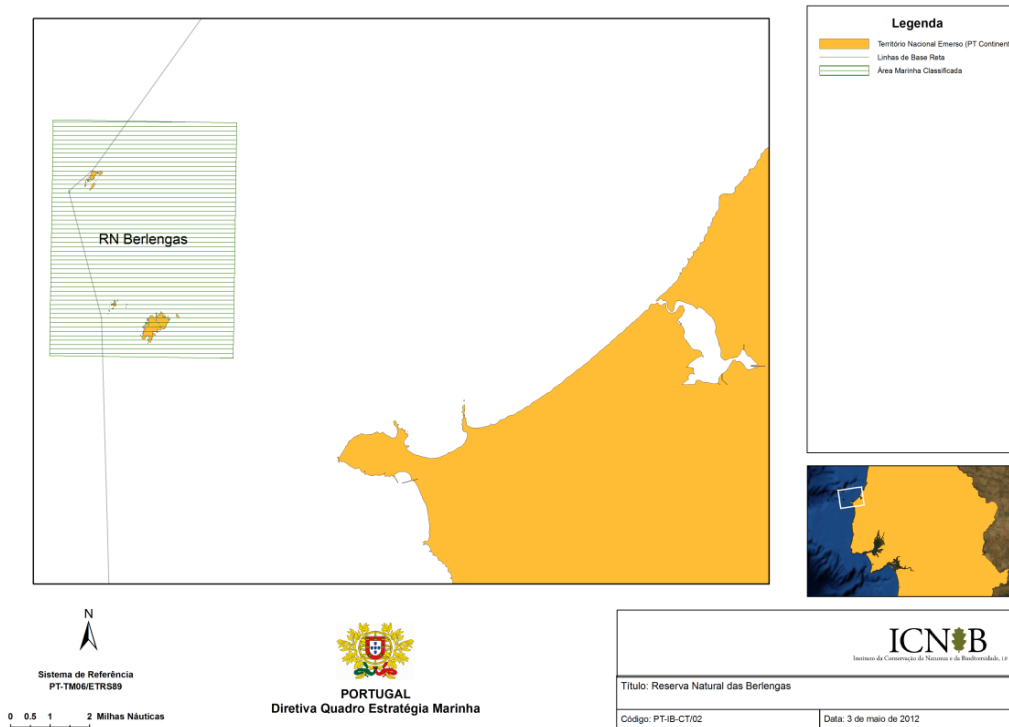 Legenda
Território Nacional Emerso (PT Continent
Linhas de Base Reta
Área Marinha Classificada
RN Berlengas
N
Sistema de Referência
PT-TM06/ETRS89
0 0.5 1 2 Milhas Náuticas
PORTUGAL
Diretiva Quadro Estratégia Marinha
ICNB
Instituto da Conservação da Natureza e da Biodiversidade, I.P
Título: Reserva Natural das Berlengas
Código: PT-IB-CT/02
Data: 3 de maio de 2012